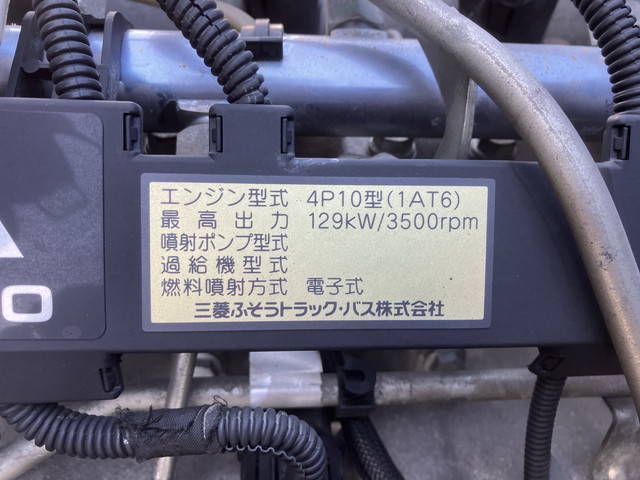 エンジン型式 4P10型(1AT6)
最高出力 129kW/3500rpm
噴射ポンプ型式
過給機型式
燃料噴射方式 電子式
三菱ふそうトラック・バス株式会社
O